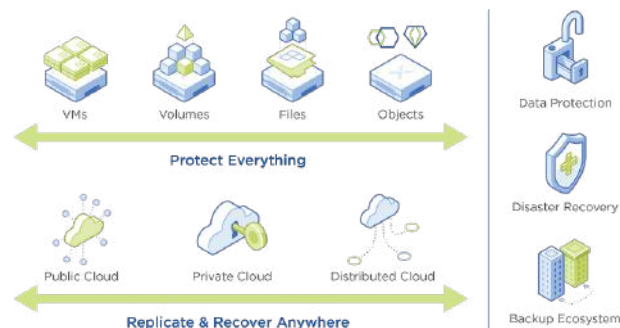 VMs
Volumes
Files
Objects
Protect Everything
Public Cloud
Private Cloud
Distributed Cloud
Replicate & Recover Anywhere
Data Protection
Disaster Recovery
Backup Ecosystem